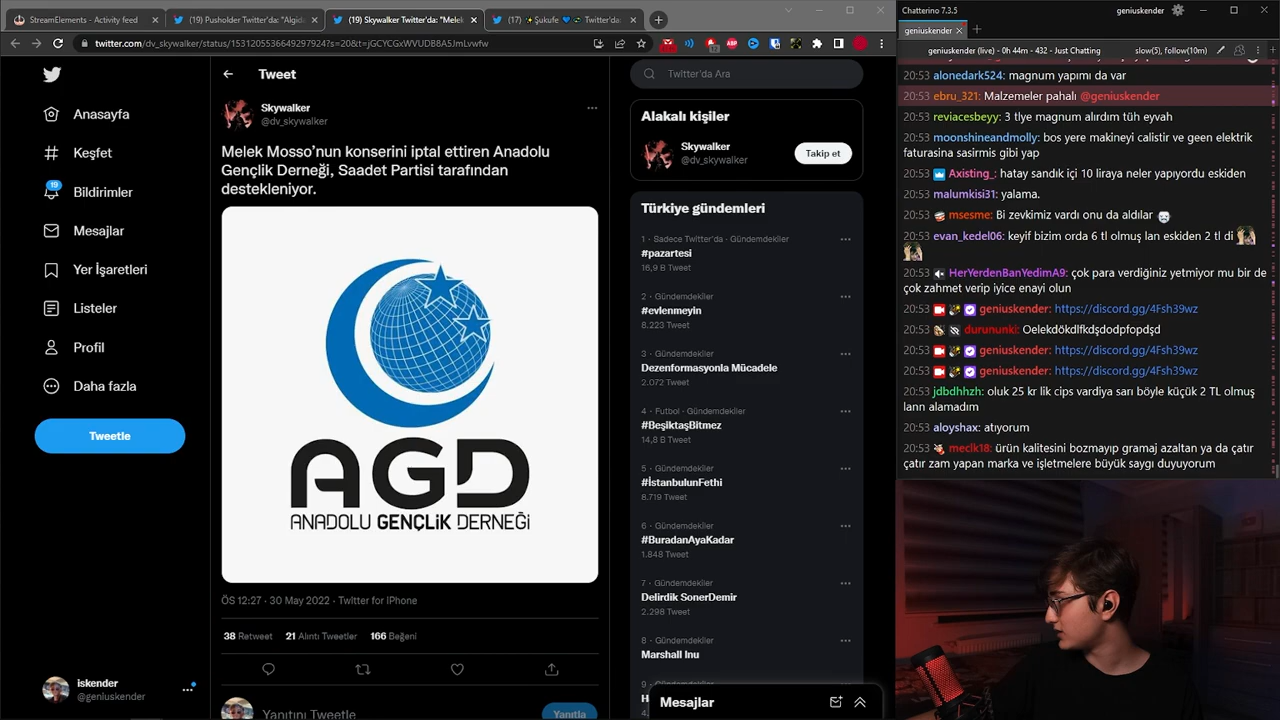 StreamElements - Activity feed
(19) Pusholder Twitter'da: "Algida
(19) Skywalker Twitter'da: "Melek
(17) ✨Şukufe 💙 Twitter'da:
twitter.com/dv_skywalker/status/1531205536649297924?s=20&t=jGCYCGxWVUDB8A5JmLvwfw
Anasayfa
Keşfet
19
Bildirimler
Mesajlar
Yer İşaretleri
Listeler
Profil
Daha fazla
Tweetle
iskender
@geniuskender
Tweet
Skywalker
@dv_skywalker
Melek Mosso'nun konserini iptal ettiren Anadolu
Gençlik Derneği, Saadet Partisi tarafından
destekleniyor.
AGD
ANADOLU GENÇLİK DERNEĞİ
ÖS 12:27 · 30 May 2022 · Twitter for iPhone
38 Retweet 21 Alıntı Tweetler 166 Beğeni
Yanıtını Tweetle
Yanıtla
Twitter'da Ara
Alakalı kişiler
Skywalker
@dv_skywalker
Takip et
Türkiye gündemleri
1 · Sadece Twitter'da · Gündemdekiler
#pazartesi
16,9 B Tweet
2 · Gündemdekiler
#evlenmeyin
8.223 Tweet
3 · Gündemdekiler
Dezenformasyonla Mücadele
2.072 Tweet
4 · Futbol · Gündemdekiler
#BeşiktaşBitmez
14,8 B Tweet
5 · Gündemdekiler
#İstanbulunFethi
8.719 Tweet
6 · Gündemdekiler
#BuradanAyaKadar
1.848 Tweet
7 · Gündemdekiler
Delirdik SonerDemir
2.298 Tweet
8 · Gündemdekiler
Marshall Inu
Mesajlar
Chatterino 7.3.5
geniuskender
geniuskender
geniuskender (live) - 0h 44m - 432 - Just Chatting
slow(5), follow(10m)
20:53 alonedark524: magnum yapımı da var
20:53 ebru_321: Malzemeler pahalı @geniuskender
20:53 reviacesbeyy: 3 tlye magnum alırdım tüh eyvah
20:53 moonshineandmolly: bos yere makineyi calistir ve geen elektrik
faturasina sasirmis gibi yap
20:53 Axisting_: hatay sandık içi 10 liraya neler yapıyordu eskiden
20:53 malumkisi31: yalama.
20:53 msesme: Bi zevkimiz vardı onu da aldılar
20:53 evan_kedel06: keyif bizim orda 6 tl olmuş lan eskiden 2 tl di
20:53 HerYerdenBanYedimA9: çok para verdiğiniz yetmiyor mu bir de
çok zahmet verip iyice enayi olun
20:53 geniuskender: https://discord.gg/4Fsh39wz
20:53 durununki: Oelekdökdlfkdşdodpfopdşd
20:53 geniuskender: https://discord.gg/4Fsh39wz
20:53 geniuskender: https://discord.gg/4Fsh39wz
20:53 jdbdhhzh: oluk 25 kr lik cips vardiya sarı böyle küçük 2 TL olmuş
lann alamadım
20:53 aloyshax: atıyorum
20:53 mecik18: ürün kalitesini bozmayıp gramaj azaltan ya da çatır
çatır zam yapan marka ve işletmelere büyük saygı duyuyorum